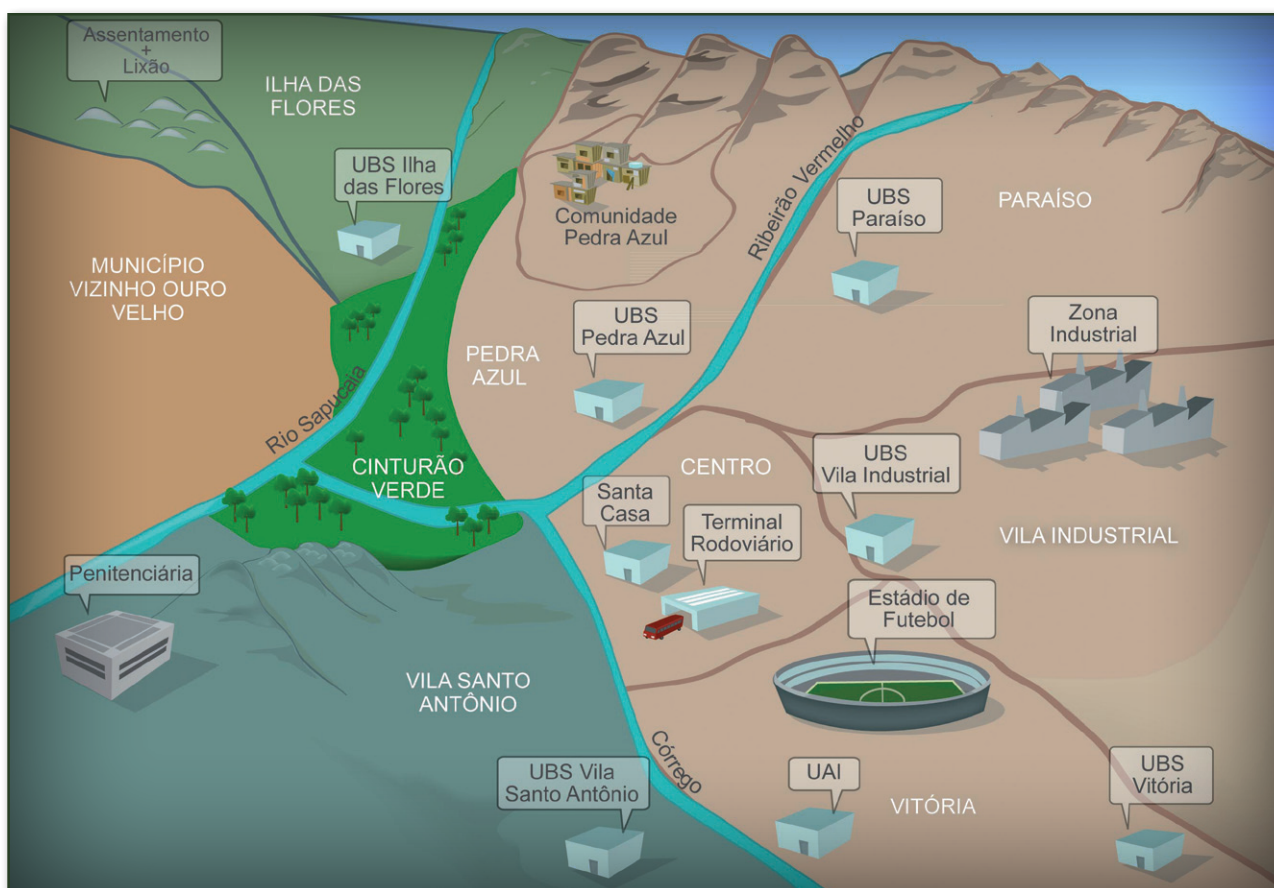 Assentamento
+
Lixão
ILHA DAS
FLORES
UBS Ilha
das Flores
MUNICÍPIO
VIZINHO OURO
VELHO
Comunidade
Pedra Azul
Ribeirão Vermelho
UBS
Paraíso
PARAÍSO
UBS
Pedra Azul
PEDRA
AZUL
Zona
Industrial
Rio Sapucaia
CINTURÃO
VERDE
CENTRO
UBS
Vila Industrial
Santa
Casa
Terminal
Rodoviário
VILA INDUSTRIAL
Penitenciária
Estádio de
Futebol
VILA SANTO
ANTÔNIO
Córrego
UBS Vila
Santo Antônio
UAI
VITÓRIA
UBS
Vitória